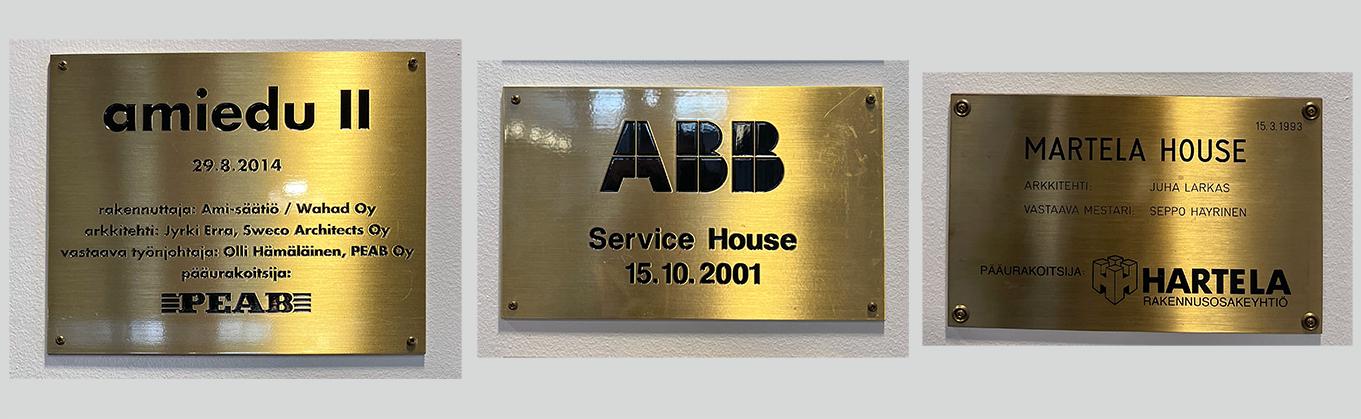 amiedu II
29.8.2014
rakennuttaja: Ami-säätiö / Wahad Oy
arkkitehti: Jyrki Erra, Sweco Architects Oy
vastaava työnjohtaja: Olli Hämäläinen, PEAB Oy
pääurakoitsija:
PEAB
ABB
Service House
15.10.2001
15.3.1993
MARTELA HOUSE
ARKKITEHTI: JUHA LARKAS
VASTAAVA MESTARI: SEPPO HÄYRINEN
PÄÄURAKOITSIJA: HARTELA
RAKENNUSOSAKEYHTIÖ